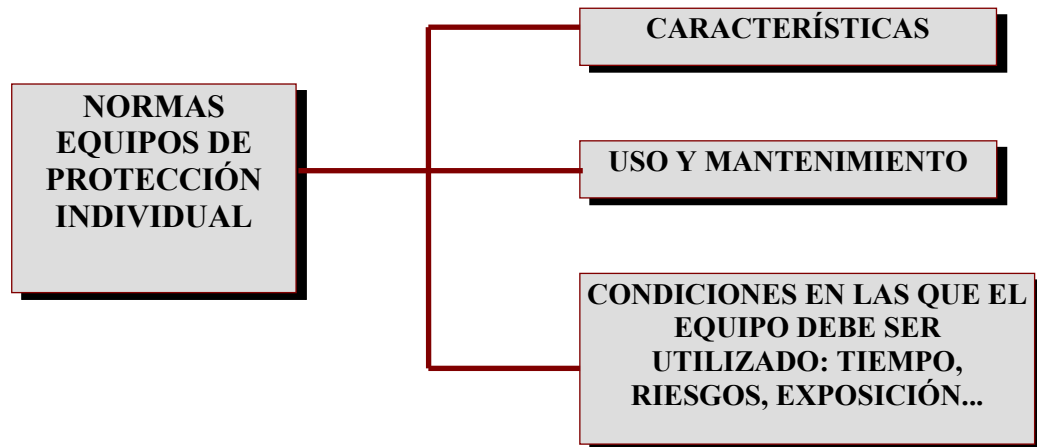 NORMAS
EQUIPOS DE
PROTECCIÓN
INDIVIDUAL
CARACTERÍSTICAS
USO Y MANTENIMIENTO
CONDICIONES EN LAS QUE EL
EQUIPO DEBE SER
UTILIZADO: TIEMPO,
RIESGOS, EXPOSICIÓN...